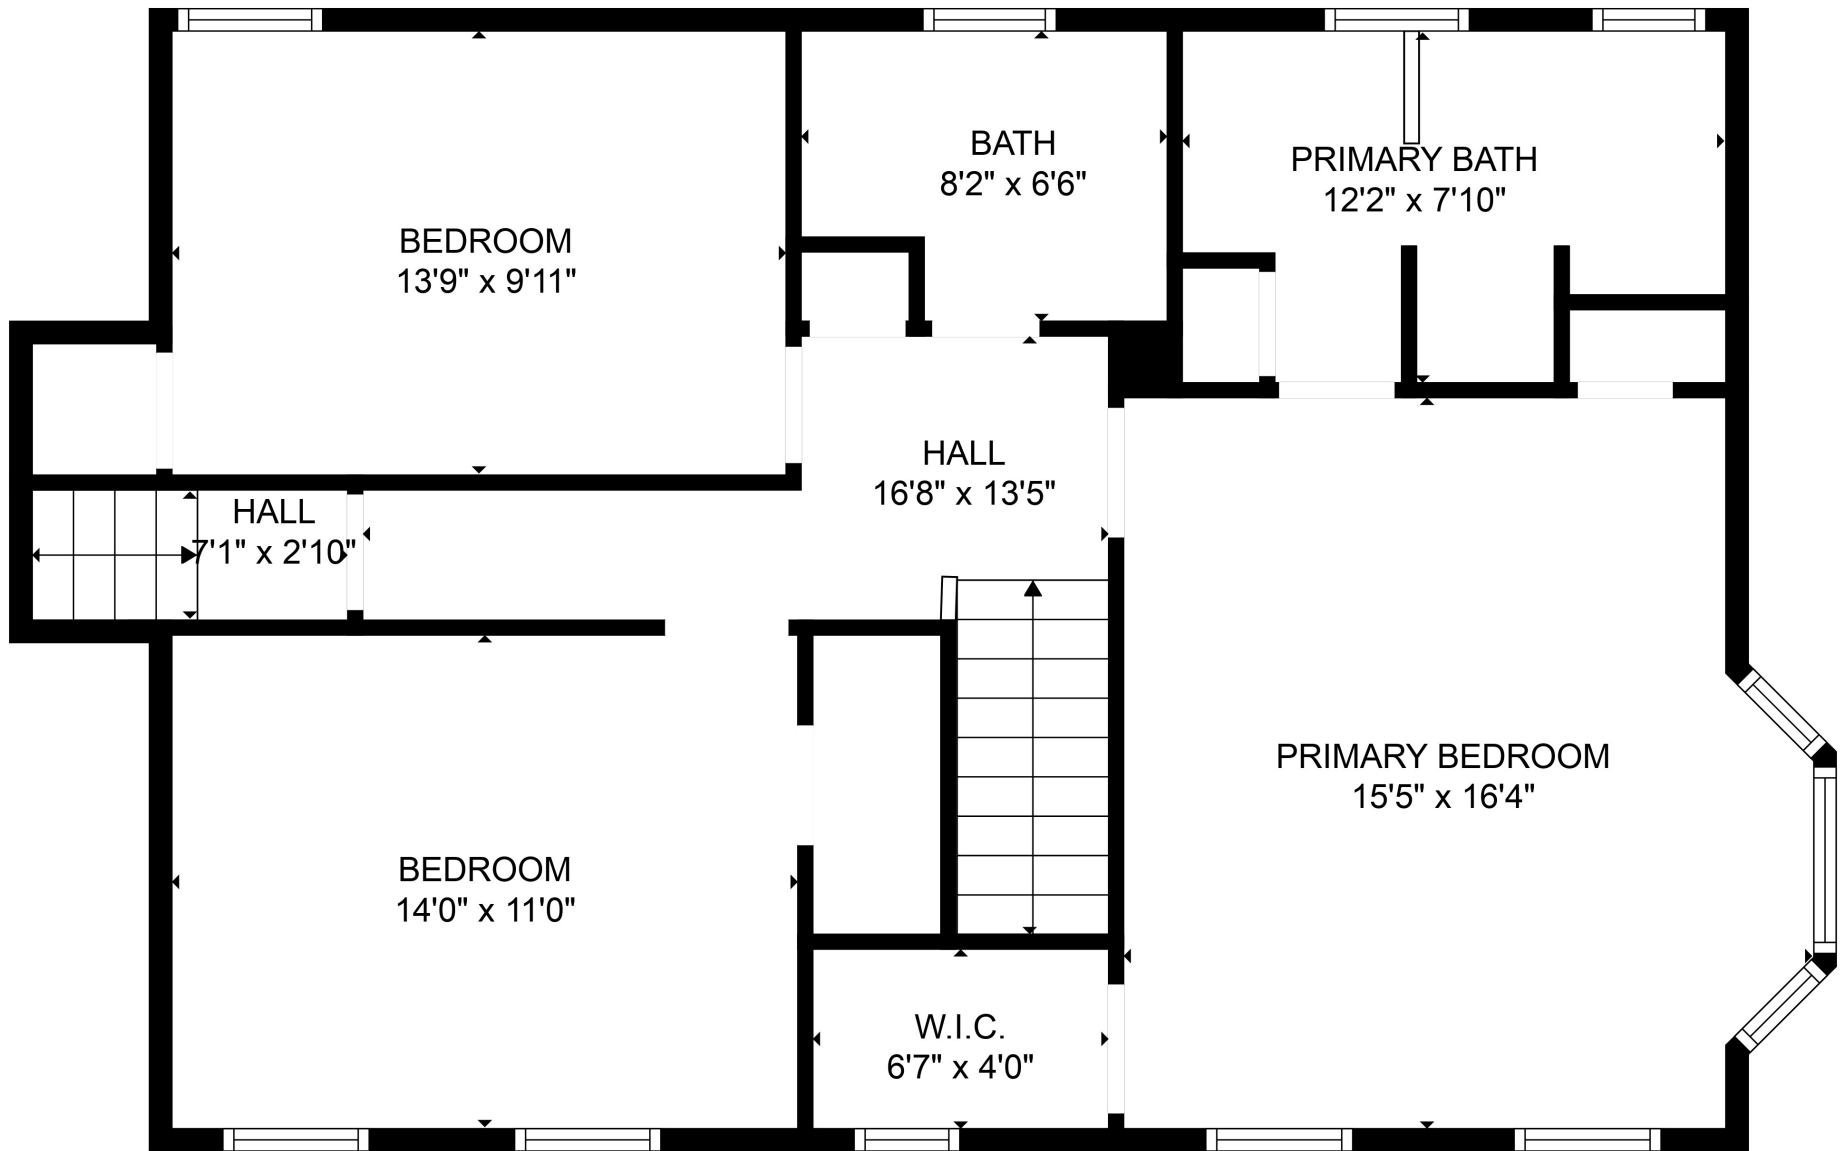 BATH
8'2" x 6'6"
PRIMARY BATH
12'2" x 7'10"
BEDROOM
13'9" x 9'11"
HALL
16'8" x 13'5"
HALL
7'1" x 2'10"
PRIMARY BEDROOM
15'5" x 16'4"
BEDROOM
14'0" x 11'0"
W.I.C.
6'7" x 4'0"